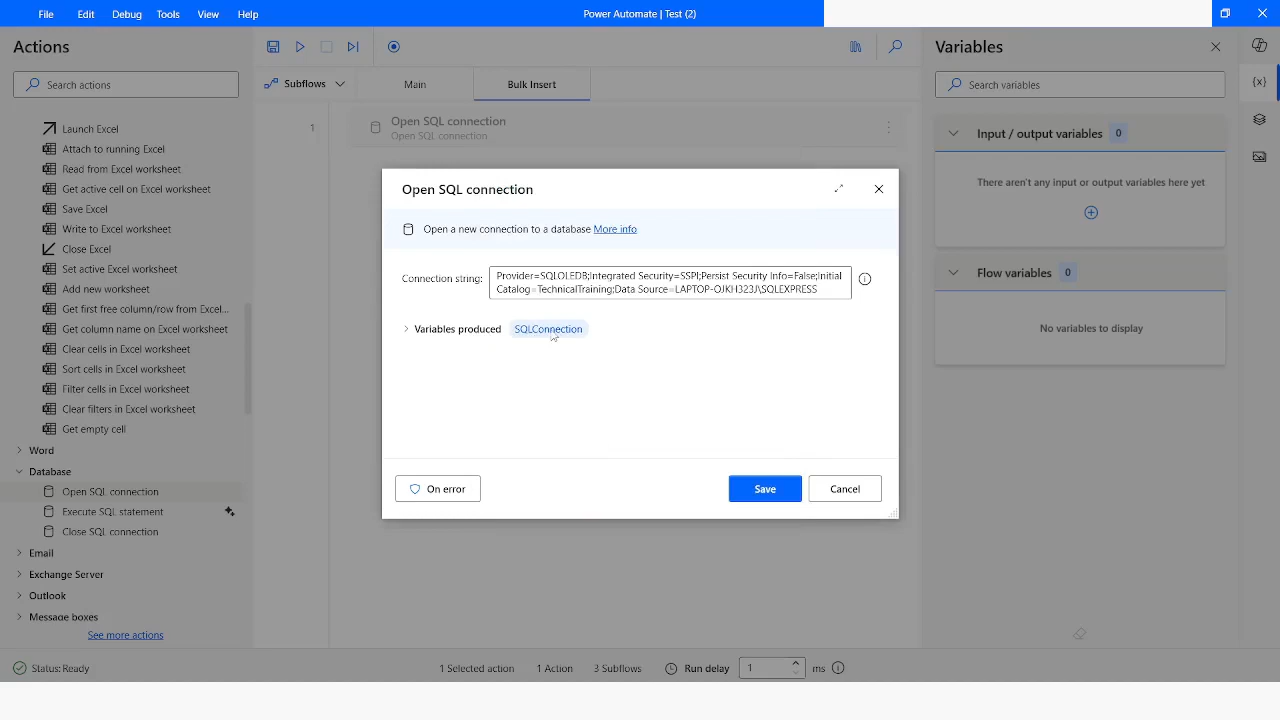 File Edit Debug Tools View Help
Power Automate | Test (2)
Actions
Search actions
Launch Excel
Attach to running Excel
Read from Excel worksheet
Get active cell on Excel worksheet
Save Excel
Write to Excel worksheet
Close Excel
Set active Excel worksheet
Add new worksheet
Get first free column/row from Excel...
Get column name on Excel worksheet
Clear cells in Excel worksheet
Sort cells in Excel worksheet
Filter cells in Excel worksheet
Clear filters in Excel worksheet
Get empty cell
Word
Database
Open SQL connection
Execute SQL statement
Close SQL connection
Email
Exchange Server
Outlook
Message boxes
See more actions
Subflows
Main
Bulk Insert
1
Open SQL connection
Open SQL connection
Open SQL connection
Open a new connection to a database More info
Connection string:
Provider=SQLOLEDB;Integrated Security=SSPI;Persist Security Info=False;Initial
Catalog=TechnicalTraining;Data Source=LAPTOP-OJKH323J\SQLEXPRESS
Variables produced SQLConnection
On error
Save
Cancel
Variables
{x}
Search variables
Input / output variables 0
There aren't any input or output variables here yet
Flow variables 0
No variables to display
Status: Ready
1 Selected action
1 Action
3 Subflows
Run delay
1
ms